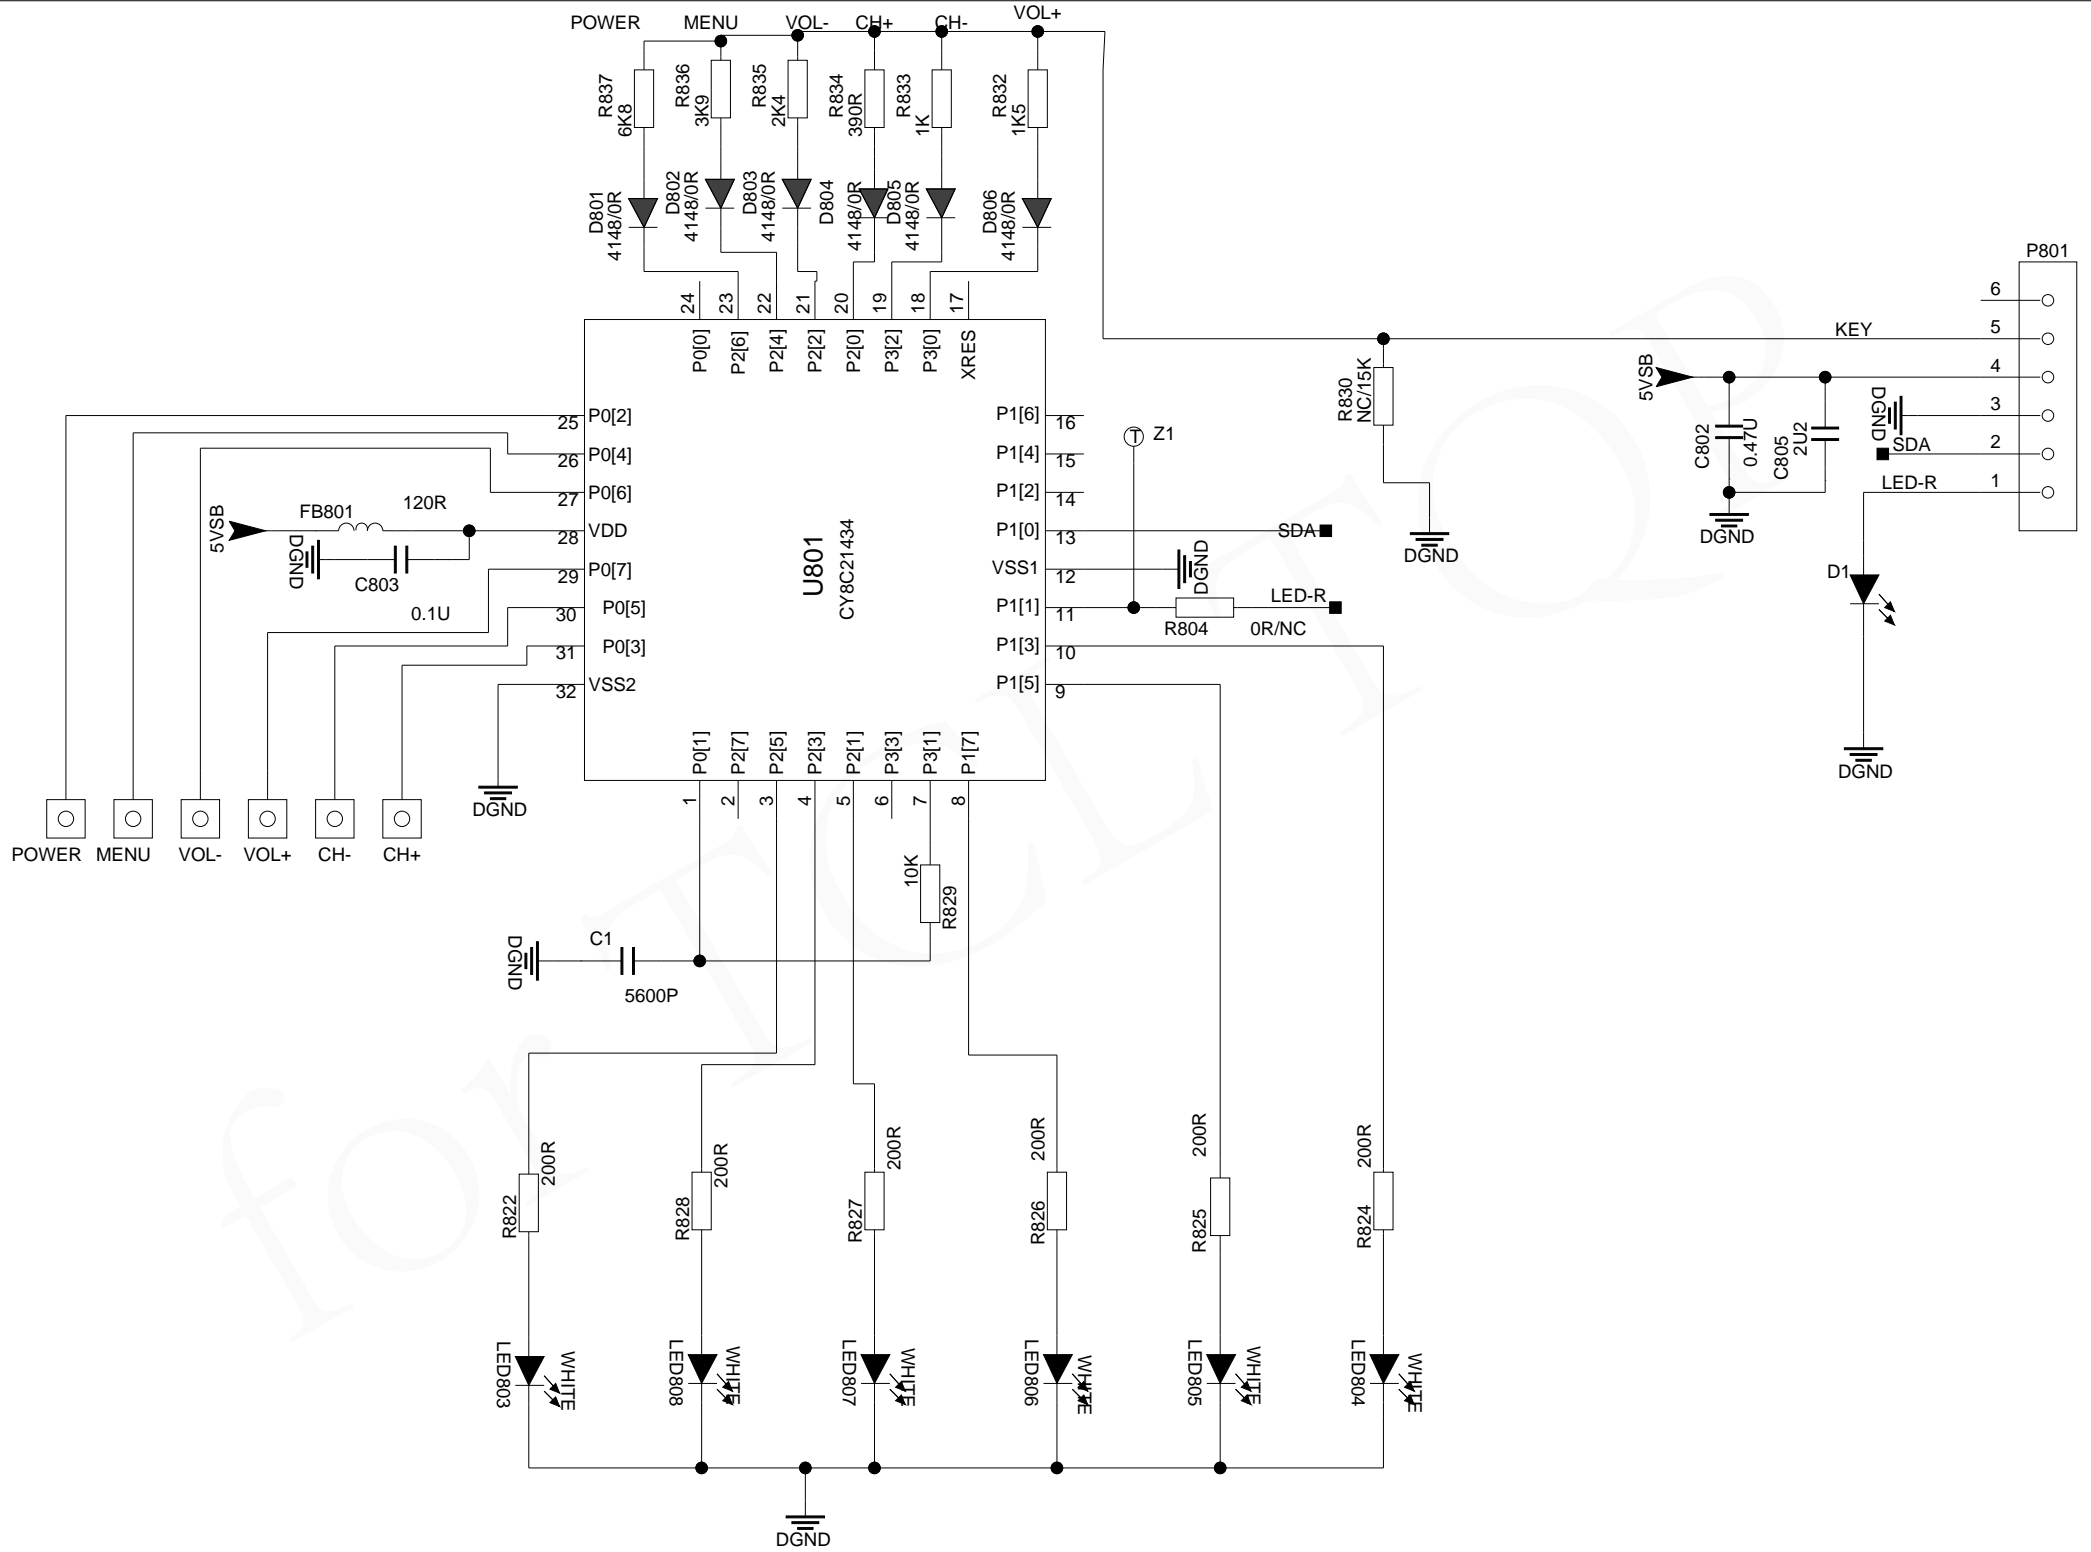 POWER MENU VOL- CH+ CH- VOL+
R837 6K8
R836 3K9
R835 2K4
R834 390R
R833 1K
R832 1K5
D801 4148/0R
D802 4148/0R
D803 4148/0R
D804 4148/0R
D805 4148/0R
D806 4148/0R
24 23 22 21 20 19 18 17
P0[0] P2[6] P2[4] P2[2] P2[0] P3[2] P3[0] XRES
25 P0[2]
26 P0[4]
27 P0[6]
28 VDD
29 P0[7]
30 P0[5]
31 P0[3]
32 VSS2
U801
CY8C21434
P1[6] 16
P1[4] 15
P1[2] 14
P1[0] 13
VSS1 12
P1[1] 11
P1[3] 10
P1[5] 9
P0[1] P2[7] P2[5] P2[3] P2[1] P3[3] P3[1] P1[7]
1 2 3 4 5 6 7 8
5VSB
FB801
120R
DGND
C803
0.1U
DGND
POWER MENU VOL- VOL+ CH- CH+
T Z1
SDA
DGND
LED-R
R804 0R/NC
R830 NC/15K
DGND
P801
6
KEY 5
5VSB
4
DGND
3
SDA 2
LED-R 1
C802 0.47U
C805 2U2
DGND
D1
DGND
10K
R829
DGND
C1
5600P
R822 200R
R828 200R
R827 200R
R826 200R
R825 200R
R824 200R
LED803 WHITE
LED808 WHITE
LED807 WHITE
LED806 WHITE
LED805 WHITE
LED804 WHITE
DGND
for TCL TQP